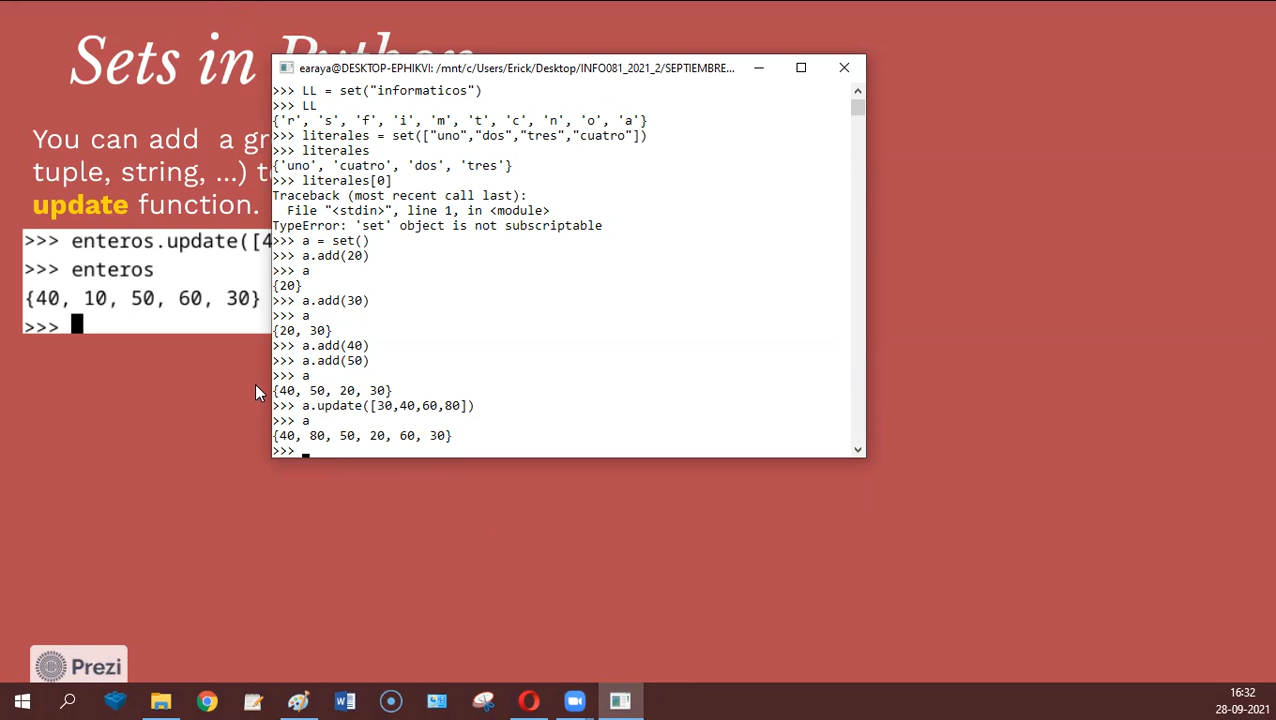 Sets in Python
You can add a gr
tuple, string, ...) t
update function.
>>> enteros.update([4
>>> enteros
{40, 10, 50, 60, 30}
>>>
earaya@DESKTOP-EPHIKVI: /mnt/c/Users/Erick/Desktop/INFO081_2021_2/SEPTIEMBRE...
>>> LL = set("informaticos")
>>> LL
{'r', 's', 'f', 'i', 'm', 't', 'c', 'n', 'o', 'a'}
>>> literales = set(["uno","dos","tres","cuatro"])
>>> literales
{'uno', 'cuatro', 'dos', 'tres'}
>>> literales[0]
Traceback (most recent call last):
  File "<stdin>", line 1, in <module>
TypeError: 'set' object is not subscriptable
>>> a = set()
>>> a.add(20)
>>> a
{20}
>>> a.add(30)
>>> a
{20, 30}
>>> a.add(40)
>>> a.add(50)
>>> a
{40, 50, 20, 30}
>>> a.update([30,40,60,80])
>>> a
{40, 80, 50, 20, 60, 30}
>>>
Prezi
16:32
28-09-2021